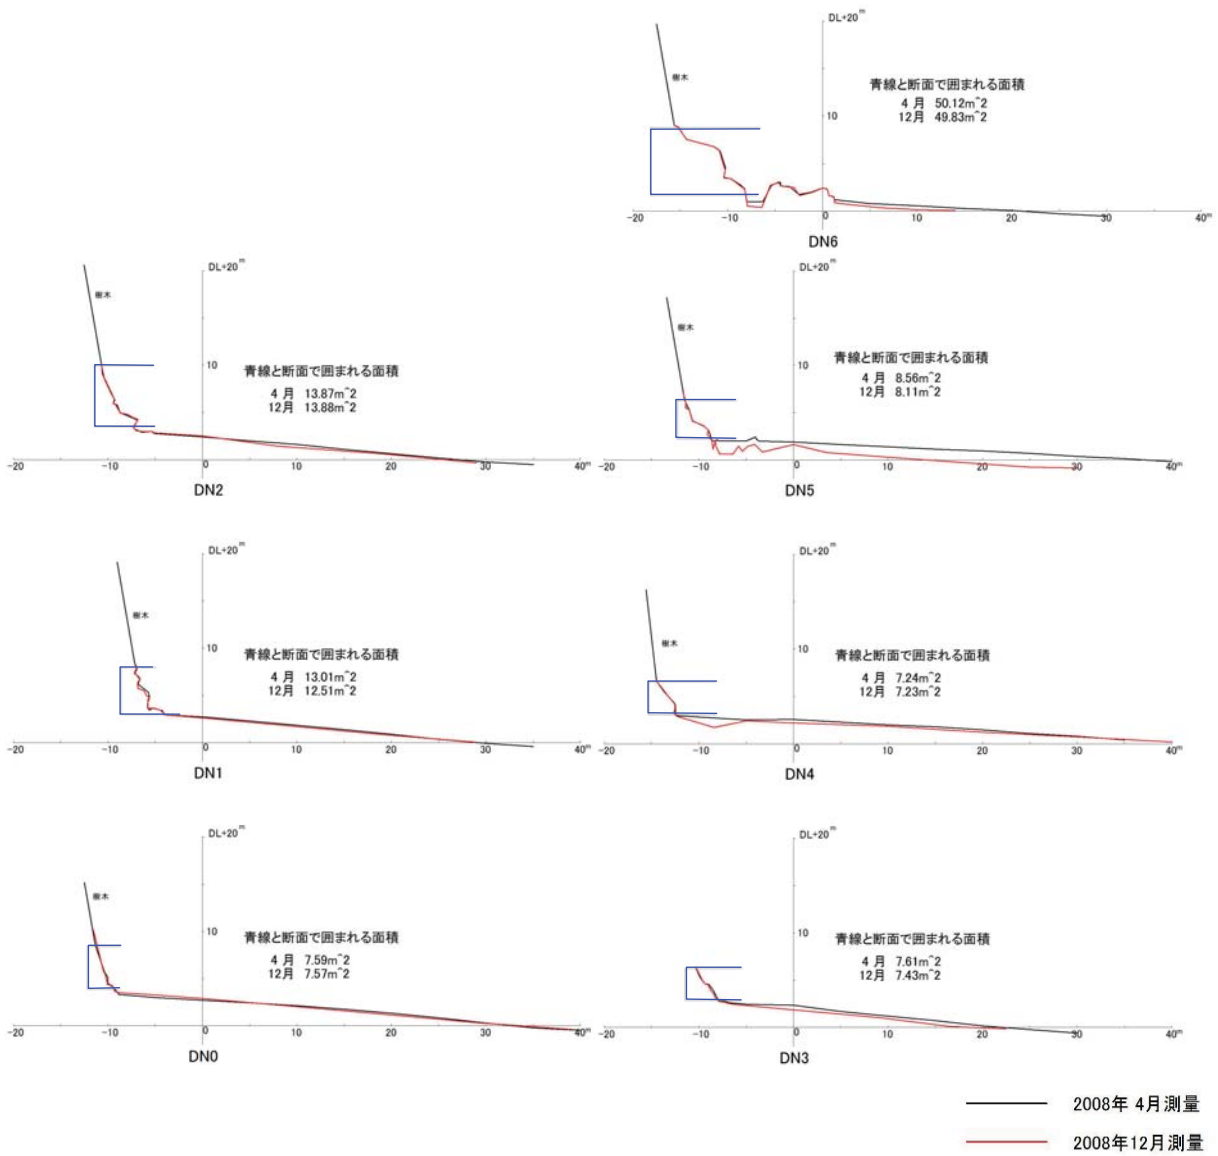 DL+20m
樹木
青線と断面で囲まれる面積
4 月 50.12m^2
12月 49.83m^2
10
-20 -10 0 10 20 30 40m
DN6
DL+20m
樹木
10
青線と断面で囲まれる面積
4 月 13.87m^2
12月 13.88m^2
-20 -10 0 10 20 30 40m
DN2
DL+20m
樹木
10
青線と断面で囲まれる面積
4 月 8.56m^2
12月 8.11m^2
-20 -10 0 10 20 30 40m
DN5
DL+20m
樹木
10
青線と断面で囲まれる面積
4 月 13.01m^2
12月 12.51m^2
-20 -10 0 10 20 30 40m
DN1
DL+20m
樹木
10
青線と断面で囲まれる面積
4 月 7.24m^2
12月 7.23m^2
-20 -10 0 10 20 30 40m
DN4
DL+20m
樹木
10
青線と断面で囲まれる面積
4 月 7.59m^2
12月 7.57m^2
-20 -10 0 10 20 30 40m
DN0
DL+20m
10
青線と断面で囲まれる面積
4 月 7.61m^2
12月 7.43m^2
-20 -10 0 10 20 30 40m
DN3
2008年 4月測量
2008年12月測量